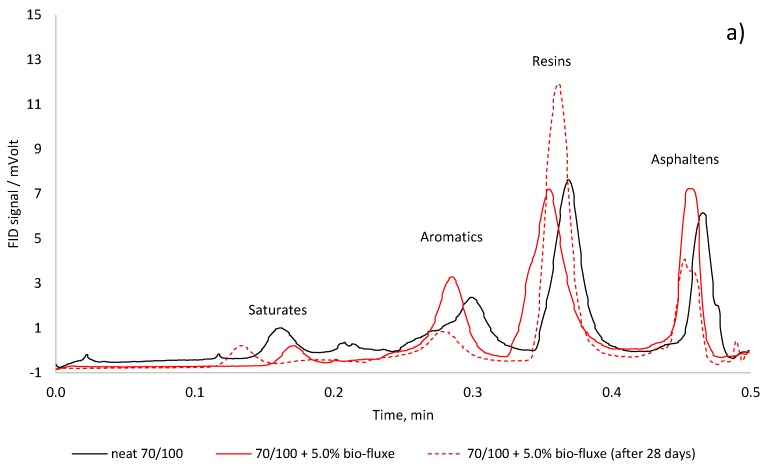 a)
15
13
11
9
7
5
3
1
-1
FID signal / mVolt
Resins
Asphaltens
Aromatics
Saturates
0.0 0.1 0.2 0.3 0.4 0.5
Time, min
neat 70/100 70/100 + 5.0% bio-fluxe 70/100 + 5.0% bio-fluxe (after 28 days)